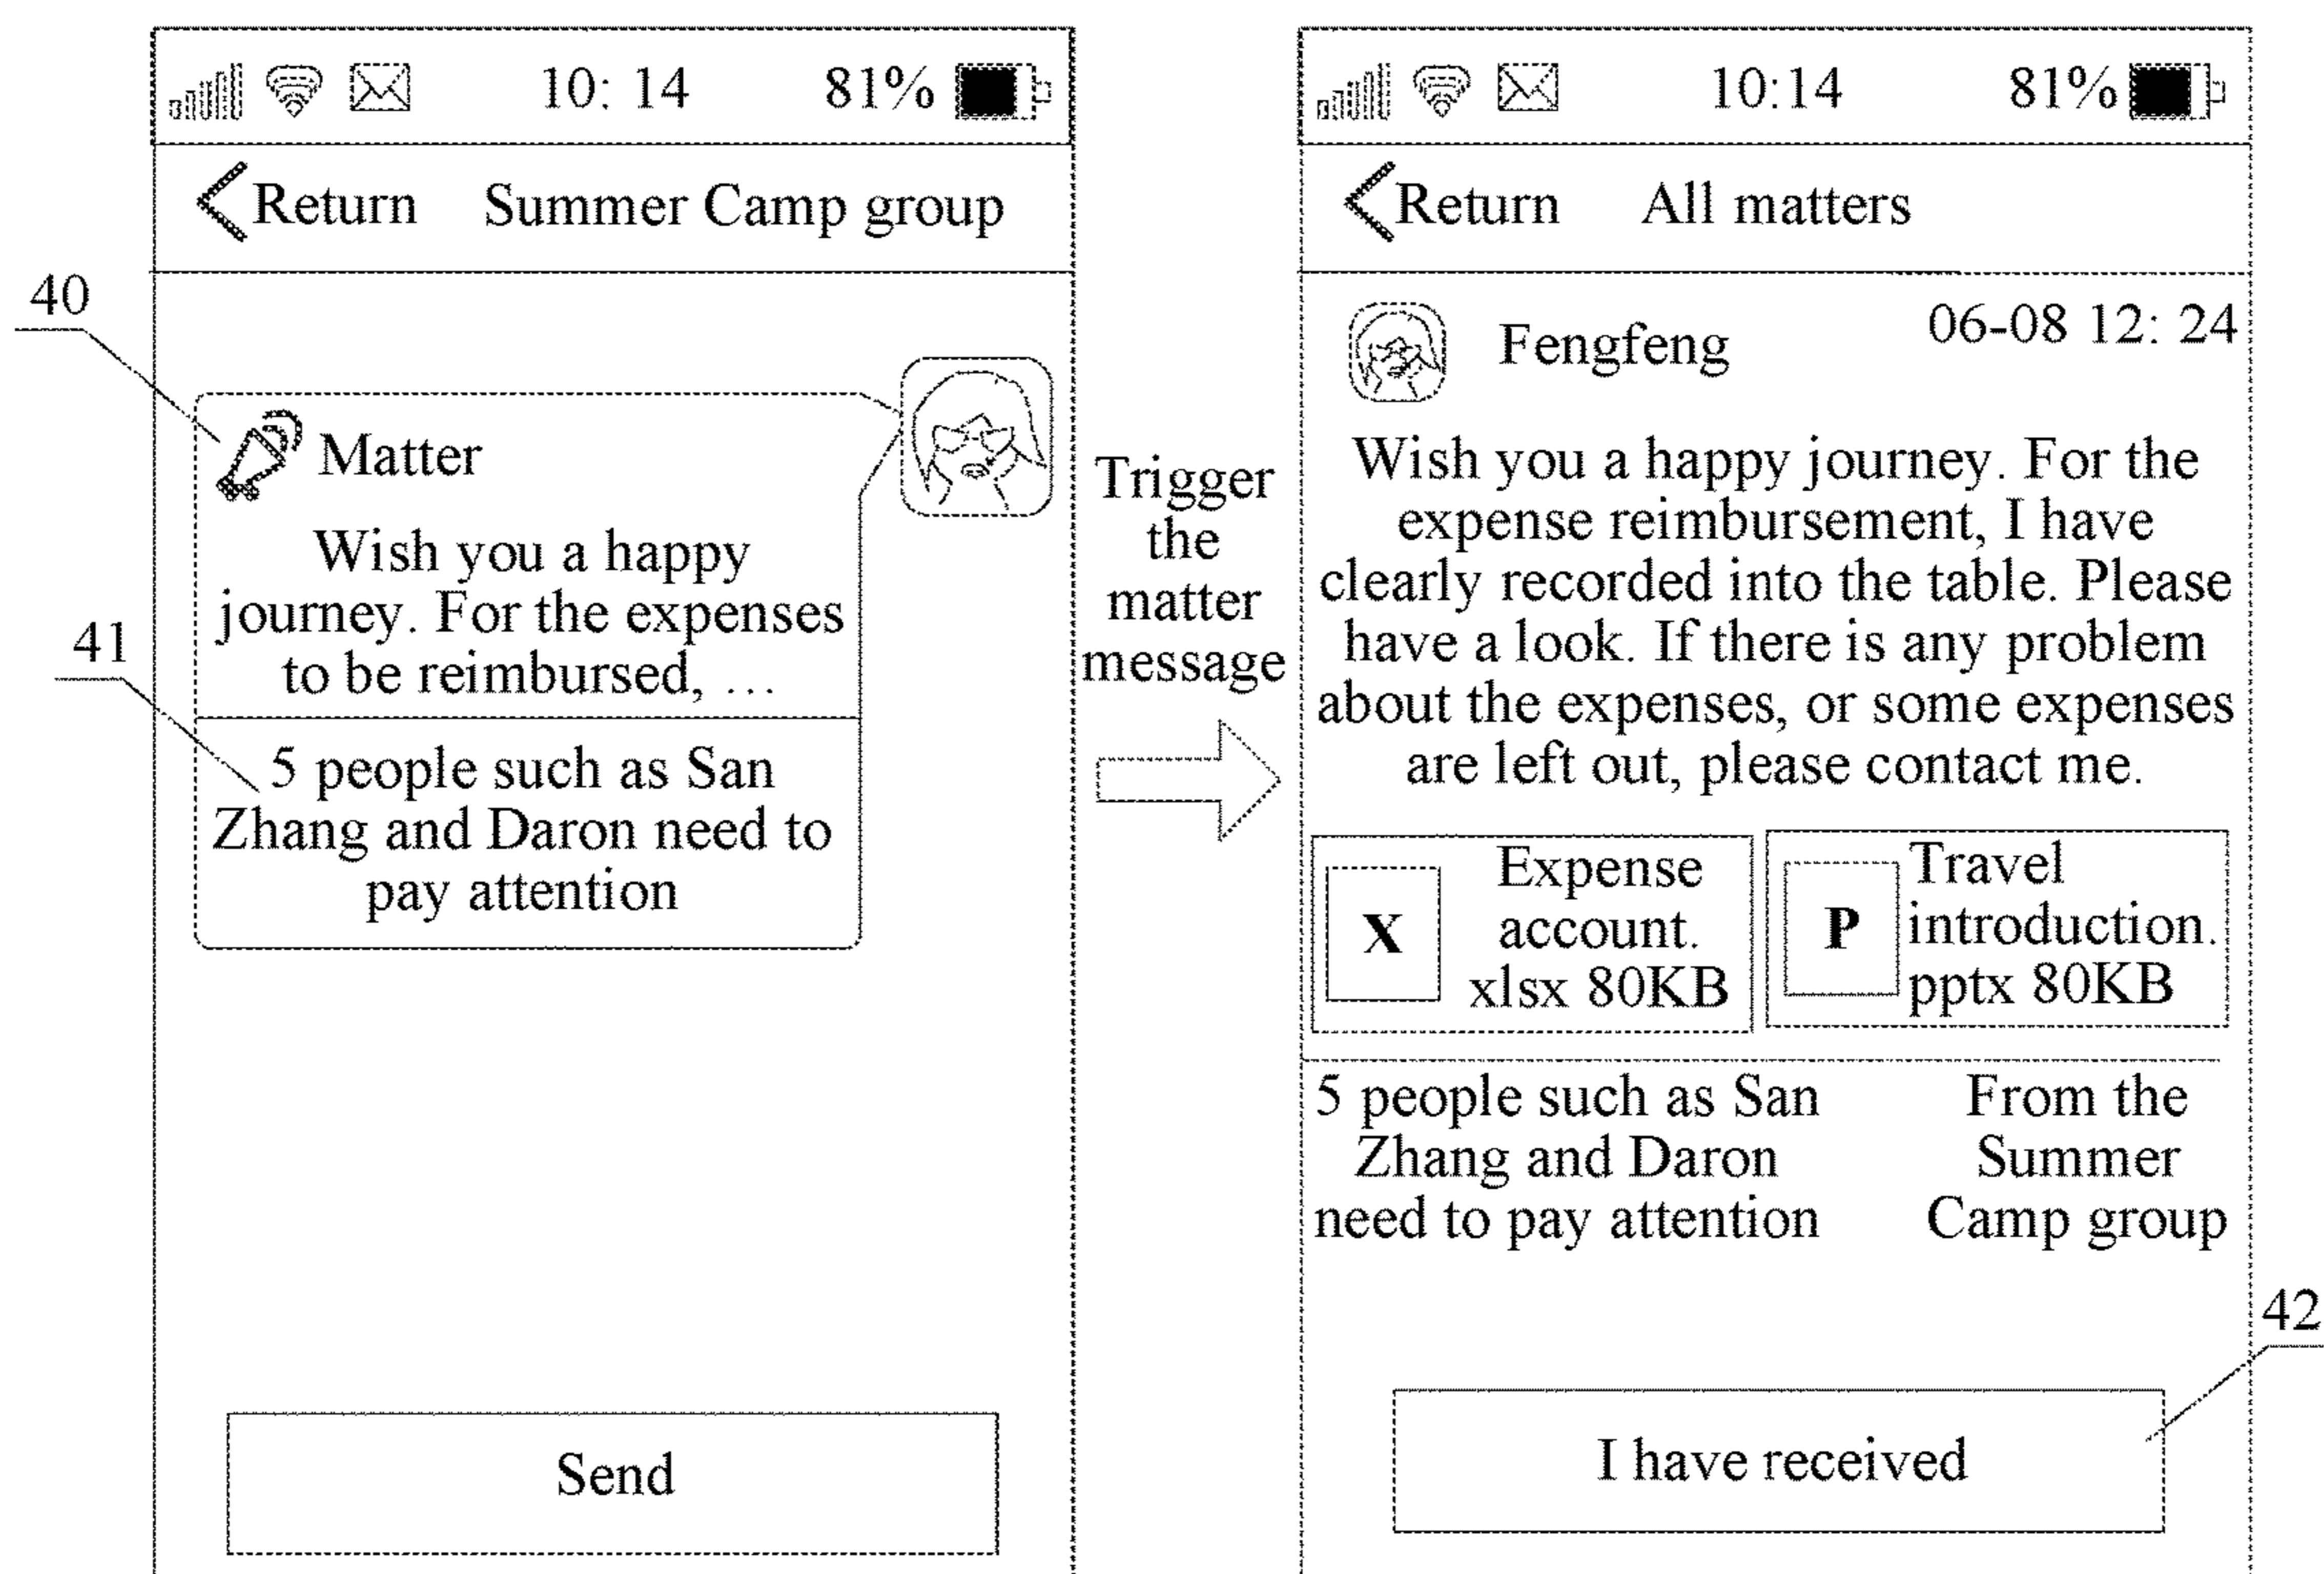 10: 14
81%
Return
Summer Camp group
40
Matter
Wish you a happy
journey. For the expenses
to be reimbursed, …
41
5 people such as San
Zhang and Daron need to
pay attention
Send
Trigger
the
matter
message
10:14
81%
Return
All matters
Fengfeng
06-08 12: 24
Wish you a happy journey. For the
expense reimbursement, I have
clearly recorded into the table. Please
have a look. If there is any problem
about the expenses, or some expenses
are left out, please contact me.
X
Expense
account.
xlsx 80KB
P
Travel
introduction.
pptx 80KB
5 people such as San
Zhang and Daron
need to pay attention
From the
Summer
Camp group
42
I have received